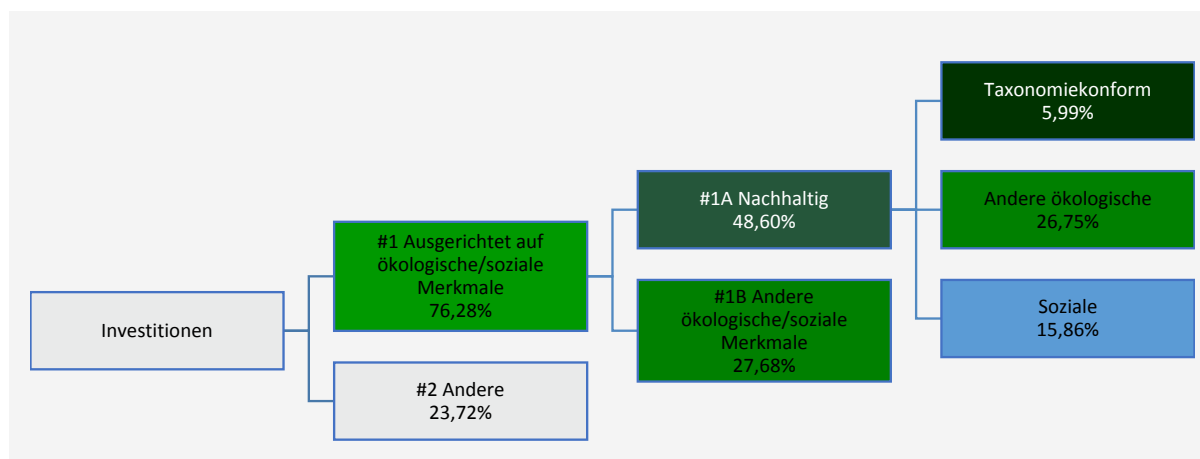 Investitionen
#1 Ausgerichtet auf
ökologische/soziale
Merkmale
76,28%
#2 Andere
23,72%
#1A Nachhaltig
48,60%
#1B Andere
ökologische/soziale
Merkmale
27,68%
Taxonomiekonform
5,99%
Andere ökologische
26,75%
Soziale
15,86%